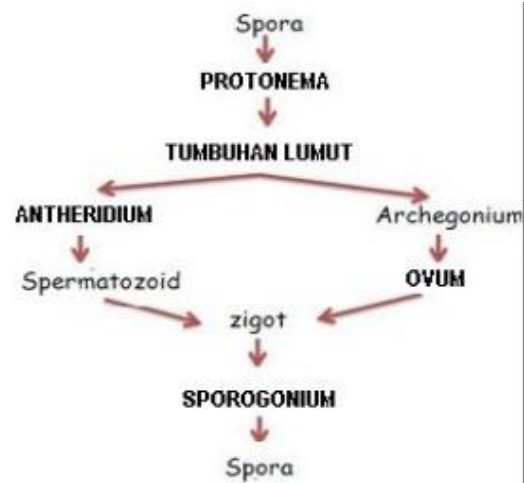 Spora
PROTONEMA
TUMBUHAN LUMUT
ANTHERIDIUM
Archegonium
Spermatozoid
OVUM
zigot
SPOROGONIUM
Spora